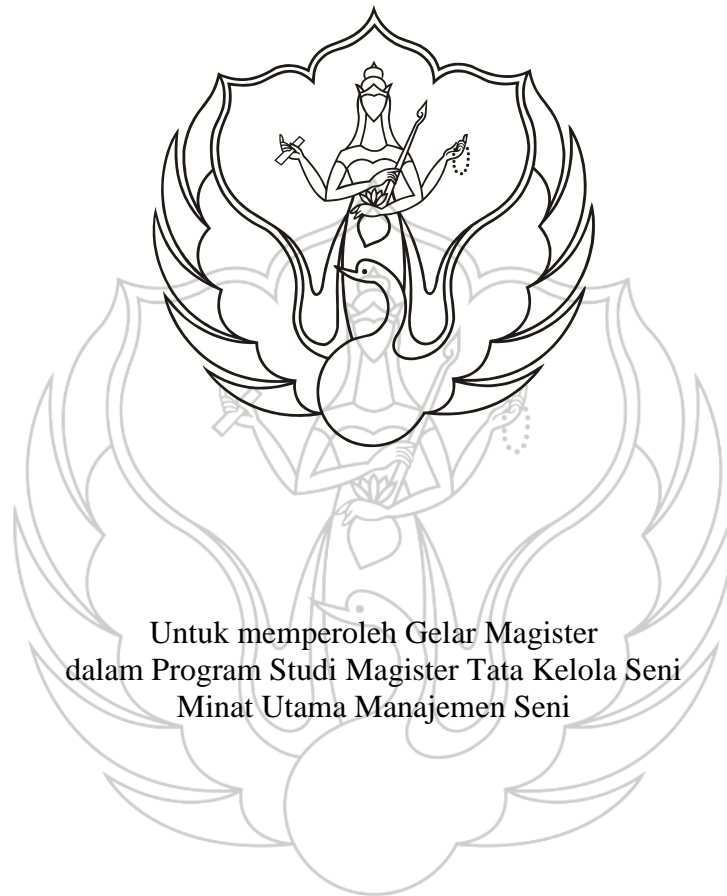 Untuk memperoleh Gelar Magister
dalam Program Studi Magister Tata Kelola Seni
Minat Utama Manajemen Seni